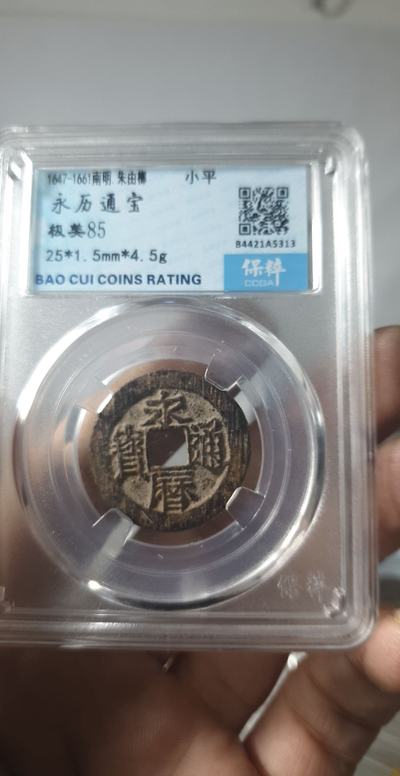 1647-1661南明.朱由榔 小平
永历通宝
极美85
25*1.5mm*4.5g
BAO CUI COINS RATING
B4421A5313
保粹
CCGA
永曆通寶
保粹